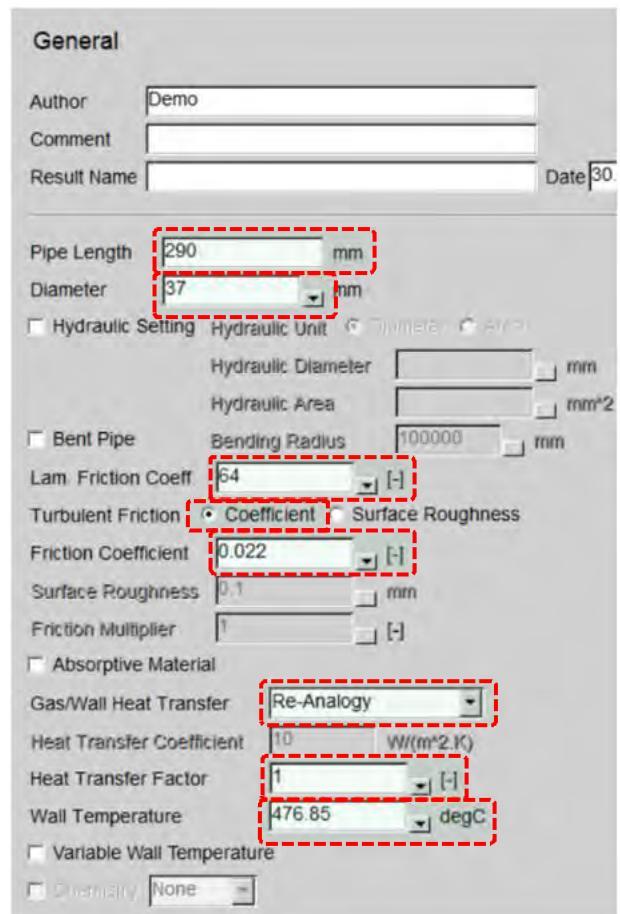 General
Author Demo
Comment
Result Name Date 30.
Pipe Length 290 mm
Diameter 37 mm
Hydraulic Setting Hydraulic Unit Diameter Area
Hydraulic Diameter mm
Hydraulic Area mm^2
Bent Pipe Bending Radius 100000 mm
Lam. Friction Coeff 64 [-]
Turbulent Friction Coefficient Surface Roughness
Friction Coefficient 0.022 [-]
Surface Roughness 0.1 mm
Friction Multiplier 1 [-]
Absorptive Material
Gas/Wall Heat Transfer Re-Analogy
Heat Transfer Coefficient 10 W/(m^2.K)
Heat Transfer Factor 1 [-]
Wall Temperature 476.85 degC
Variable Wall Temperature
Chemistry None